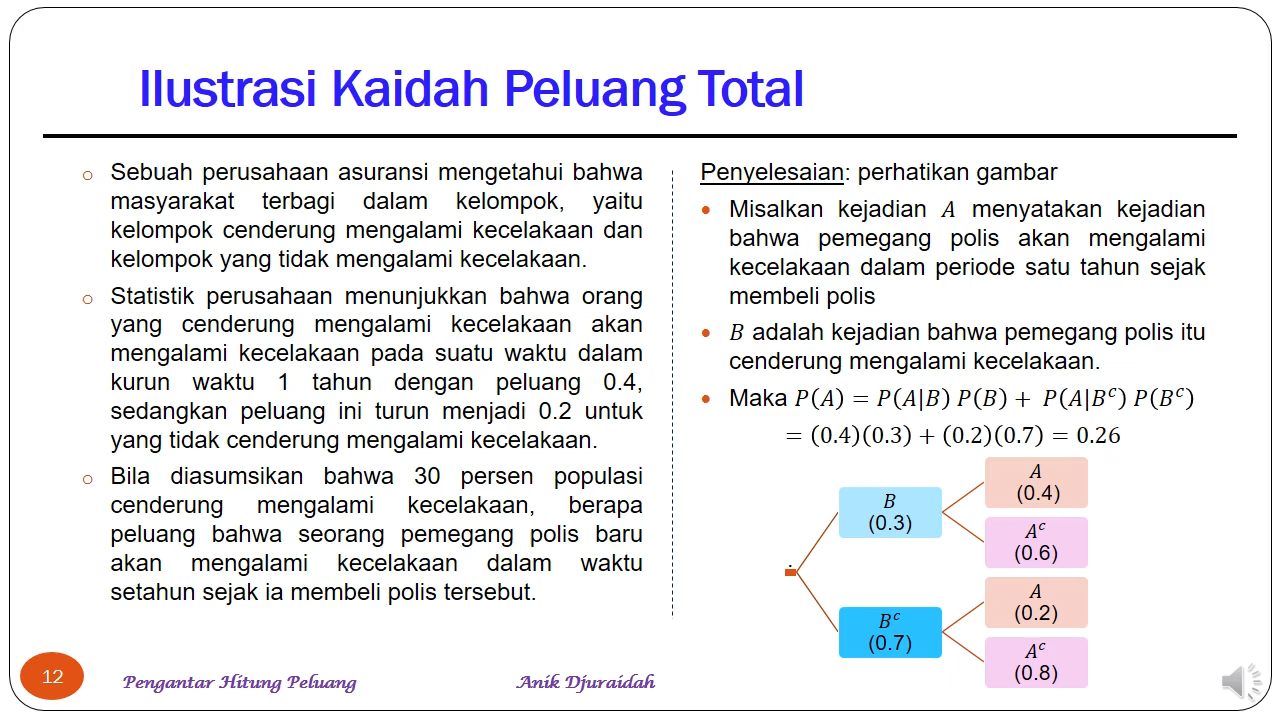 Ilustrasi Kaidah Peluang Total
Sebuah perusahaan asuransi mengetahui bahwa
masyarakat terbagi dalam kelompok, yaitu
kelompok cenderung mengalami kecelakaan dan
kelompok yang tidak mengalami kecelakaan.
Statistik perusahaan menunjukkan bahwa orang
yang cenderung mengalami kecelakaan akan
mengalami kecelakaan pada suatu waktu dalam
kurun waktu 1 tahun dengan peluang 0.4,
sedangkan peluang ini turun menjadi 0.2 untuk
yang tidak cenderung mengalami kecelakaan.
Bila diasumsikan bahwa 30 persen populasi
cenderung mengalami kecelakaan, berapa
peluang bahwa seorang pemegang polis baru
akan mengalami kecelakaan dalam waktu
setahun sejak ia membeli polis tersebut.
Penyelesaian: perhatikan gambar
Misalkan kejadian A menyatakan kejadian
bahwa pemegang polis akan mengalami
kecelakaan dalam periode satu tahun sejak
membeli polis
B adalah kejadian bahwa pemegang polis itu
cenderung mengalami kecelakaan.
Maka P(A) = P(A|B) P(B) + P(A|Bᶜ) P(Bᶜ)
= (0.4)(0.3) + (0.2)(0.7) = 0.26
B
(0.3)
A
(0.4)
Aᶜ
(0.6)
Bᶜ
(0.7)
A
(0.2)
Aᶜ
(0.8)
12
Pengantar Hitung Peluang
Anik Djuraidah